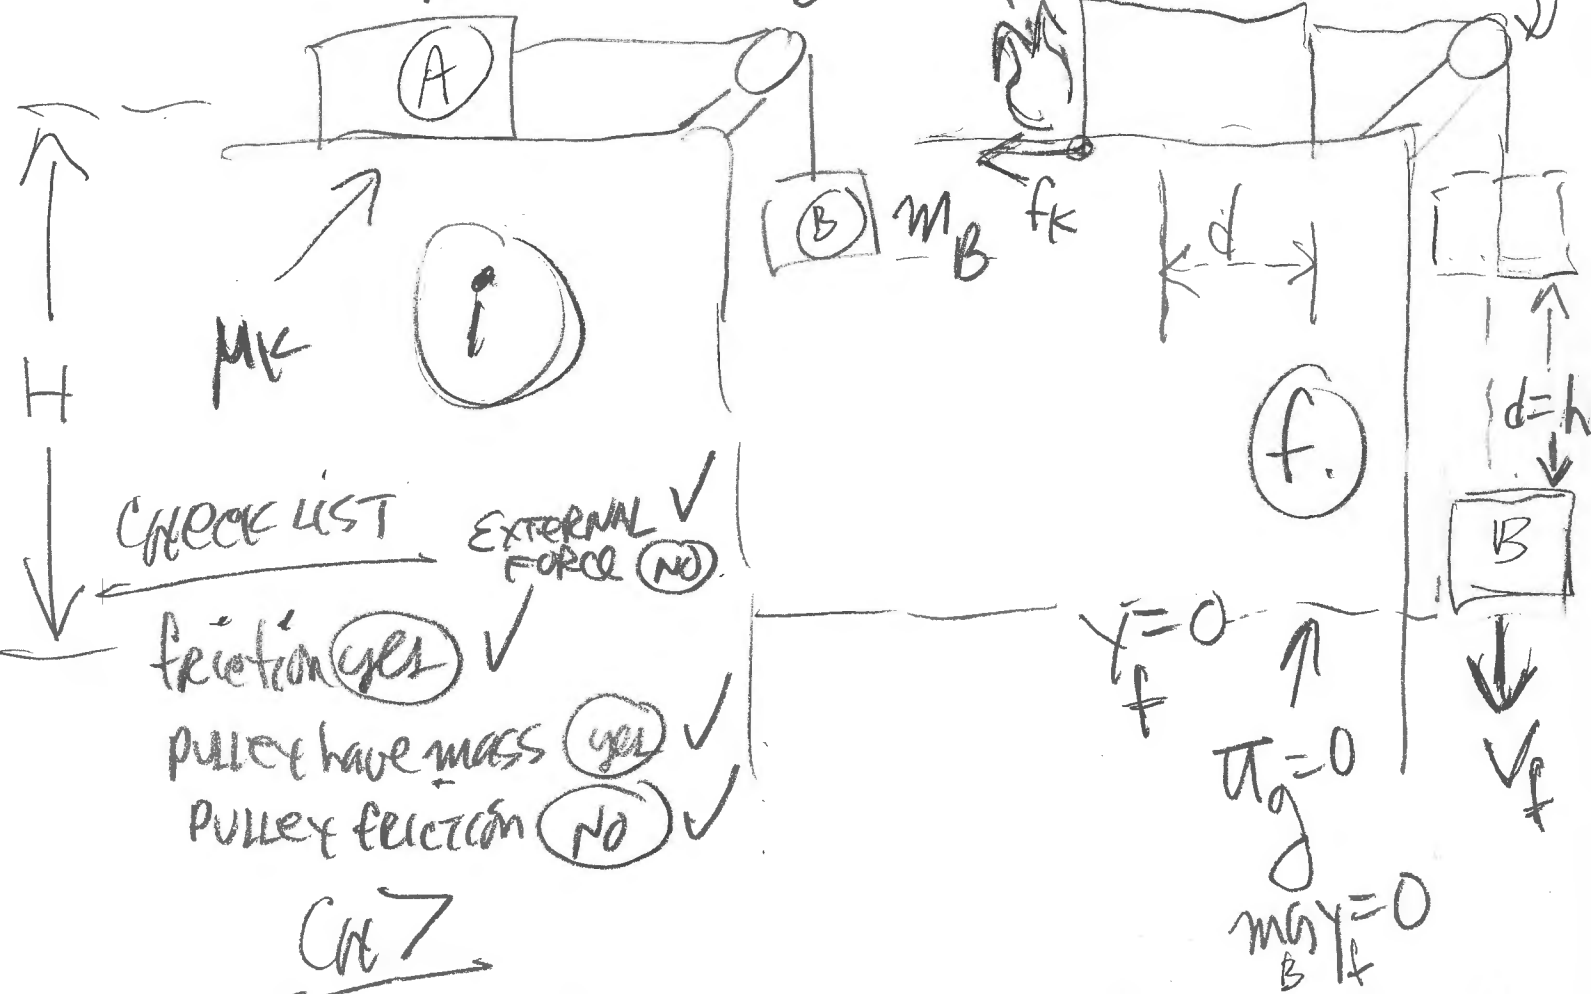 A
B
m_B
f_K
d
μ_K
i
H
f.
d=h
CHECK LIST
EXTERNAL ✓
FORCE NO
friction yes ✓
B
y_f=0
PULLEY have mass yes ✓
U_g=0
V_f
PULLEY FRICTION NO ✓
CH 7
m_B g y_f=0